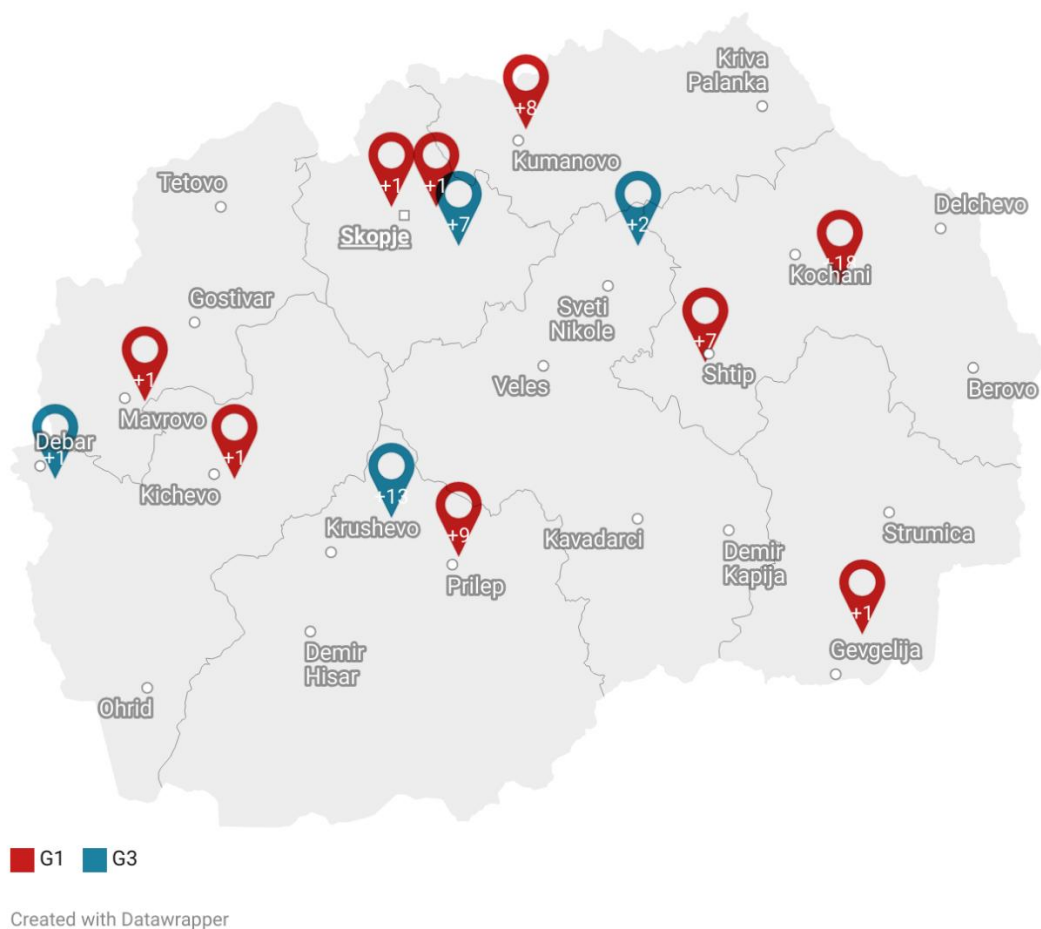 Kriva
Palanka
+8
Kumanovo
+1
+1
Tetovo
+7
+2
Delchevo
Skopje
+18
Kochani
Gostivar
Sveti
Nikole
+7
Shtip
+1
Veles
Berovo
Mavrovo
Debar
+1
+1
Kichevo
+13
Krushevo
+9
Kavadarci
Strumica
Demir
Kapija
Prilep
+1
Gevgelija
Demir
Hisar
Ohrid
G1 G3
Created with Datawrapper